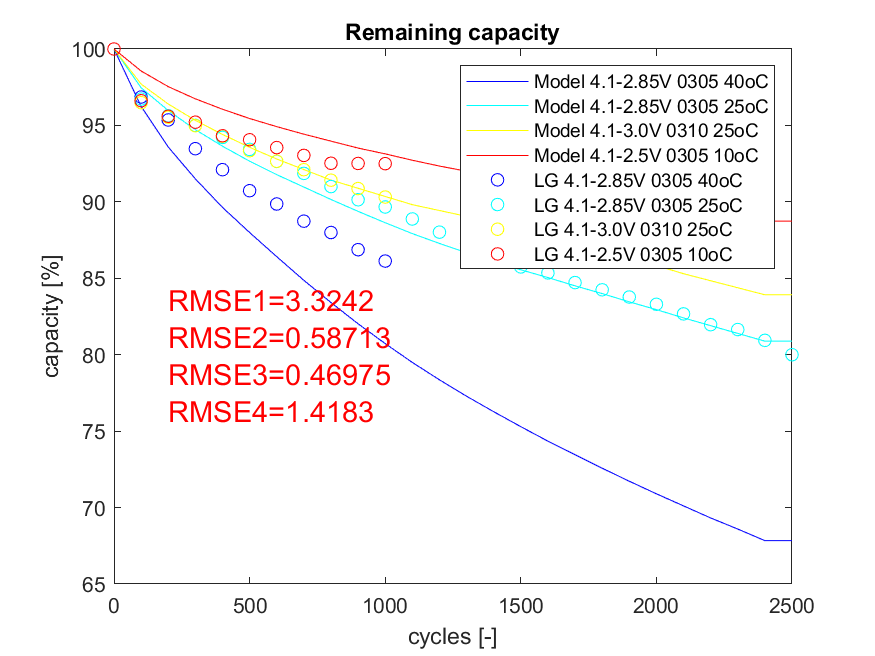 Remaining capacity
100
95
90
85
80
75
70
65
capacity [%]
Model 4.1-2.85V 0305 40oC
Model 4.1-2.85V 0305 25oC
Model 4.1-3.0V 0310 25oC
Model 4.1-2.5V 0305 10oC
LG 4.1-2.85V 0305 40oC
LG 4.1-2.85V 0305 25oC
LG 4.1-3.0V 0310 25oC
LG 4.1-2.5V 0305 10oC
RMSE1=3.3242
RMSE2=0.58713
RMSE3=0.46975
RMSE4=1.4183
0 500 1000 1500 2000 2500
cycles [-]